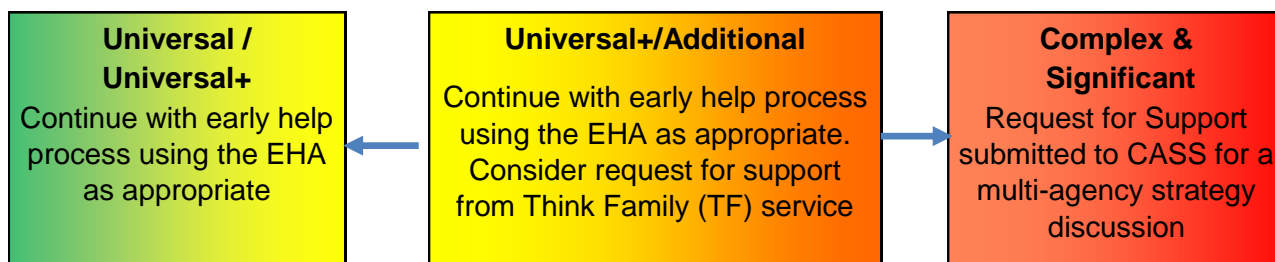 Universal /
Universal+
Continue with early help
process using the EHA
as appropriate
Universal+/Additional
Continue with early help process
using the EHA as appropriate.
Consider request for support
from Think Family (TF) service
Complex &
Significant
Request for Support
submitted to CASS for a
multi-agency strategy
discussion